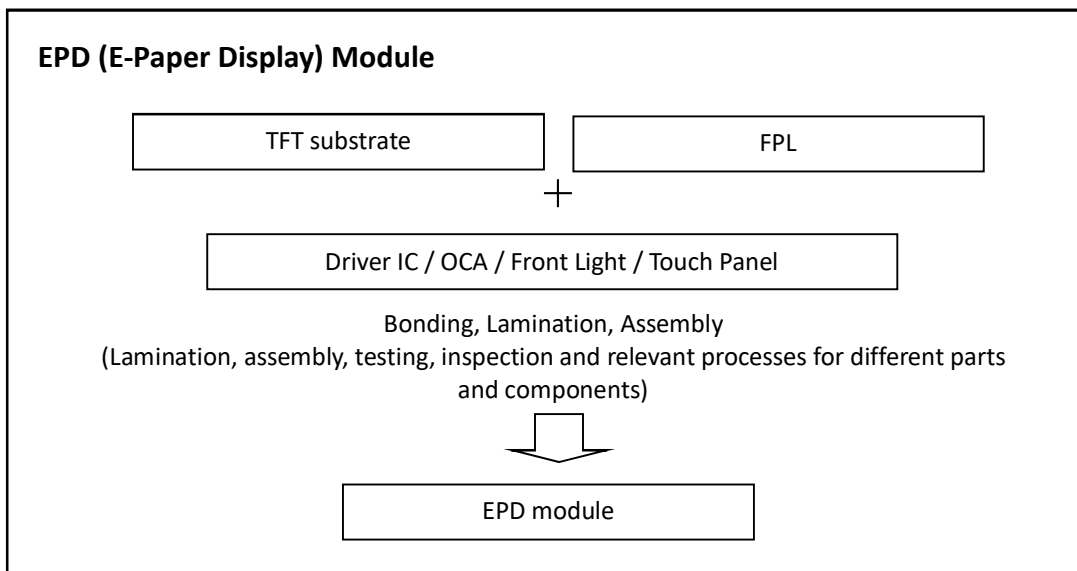 EPD (E-Paper Display) Module
TFT substrate
FPL
+
Driver IC / OCA / Front Light / Touch Panel
Bonding, Lamination, Assembly
(Lamination, assembly, testing, inspection and relevant processes for different parts
and components)
EPD module